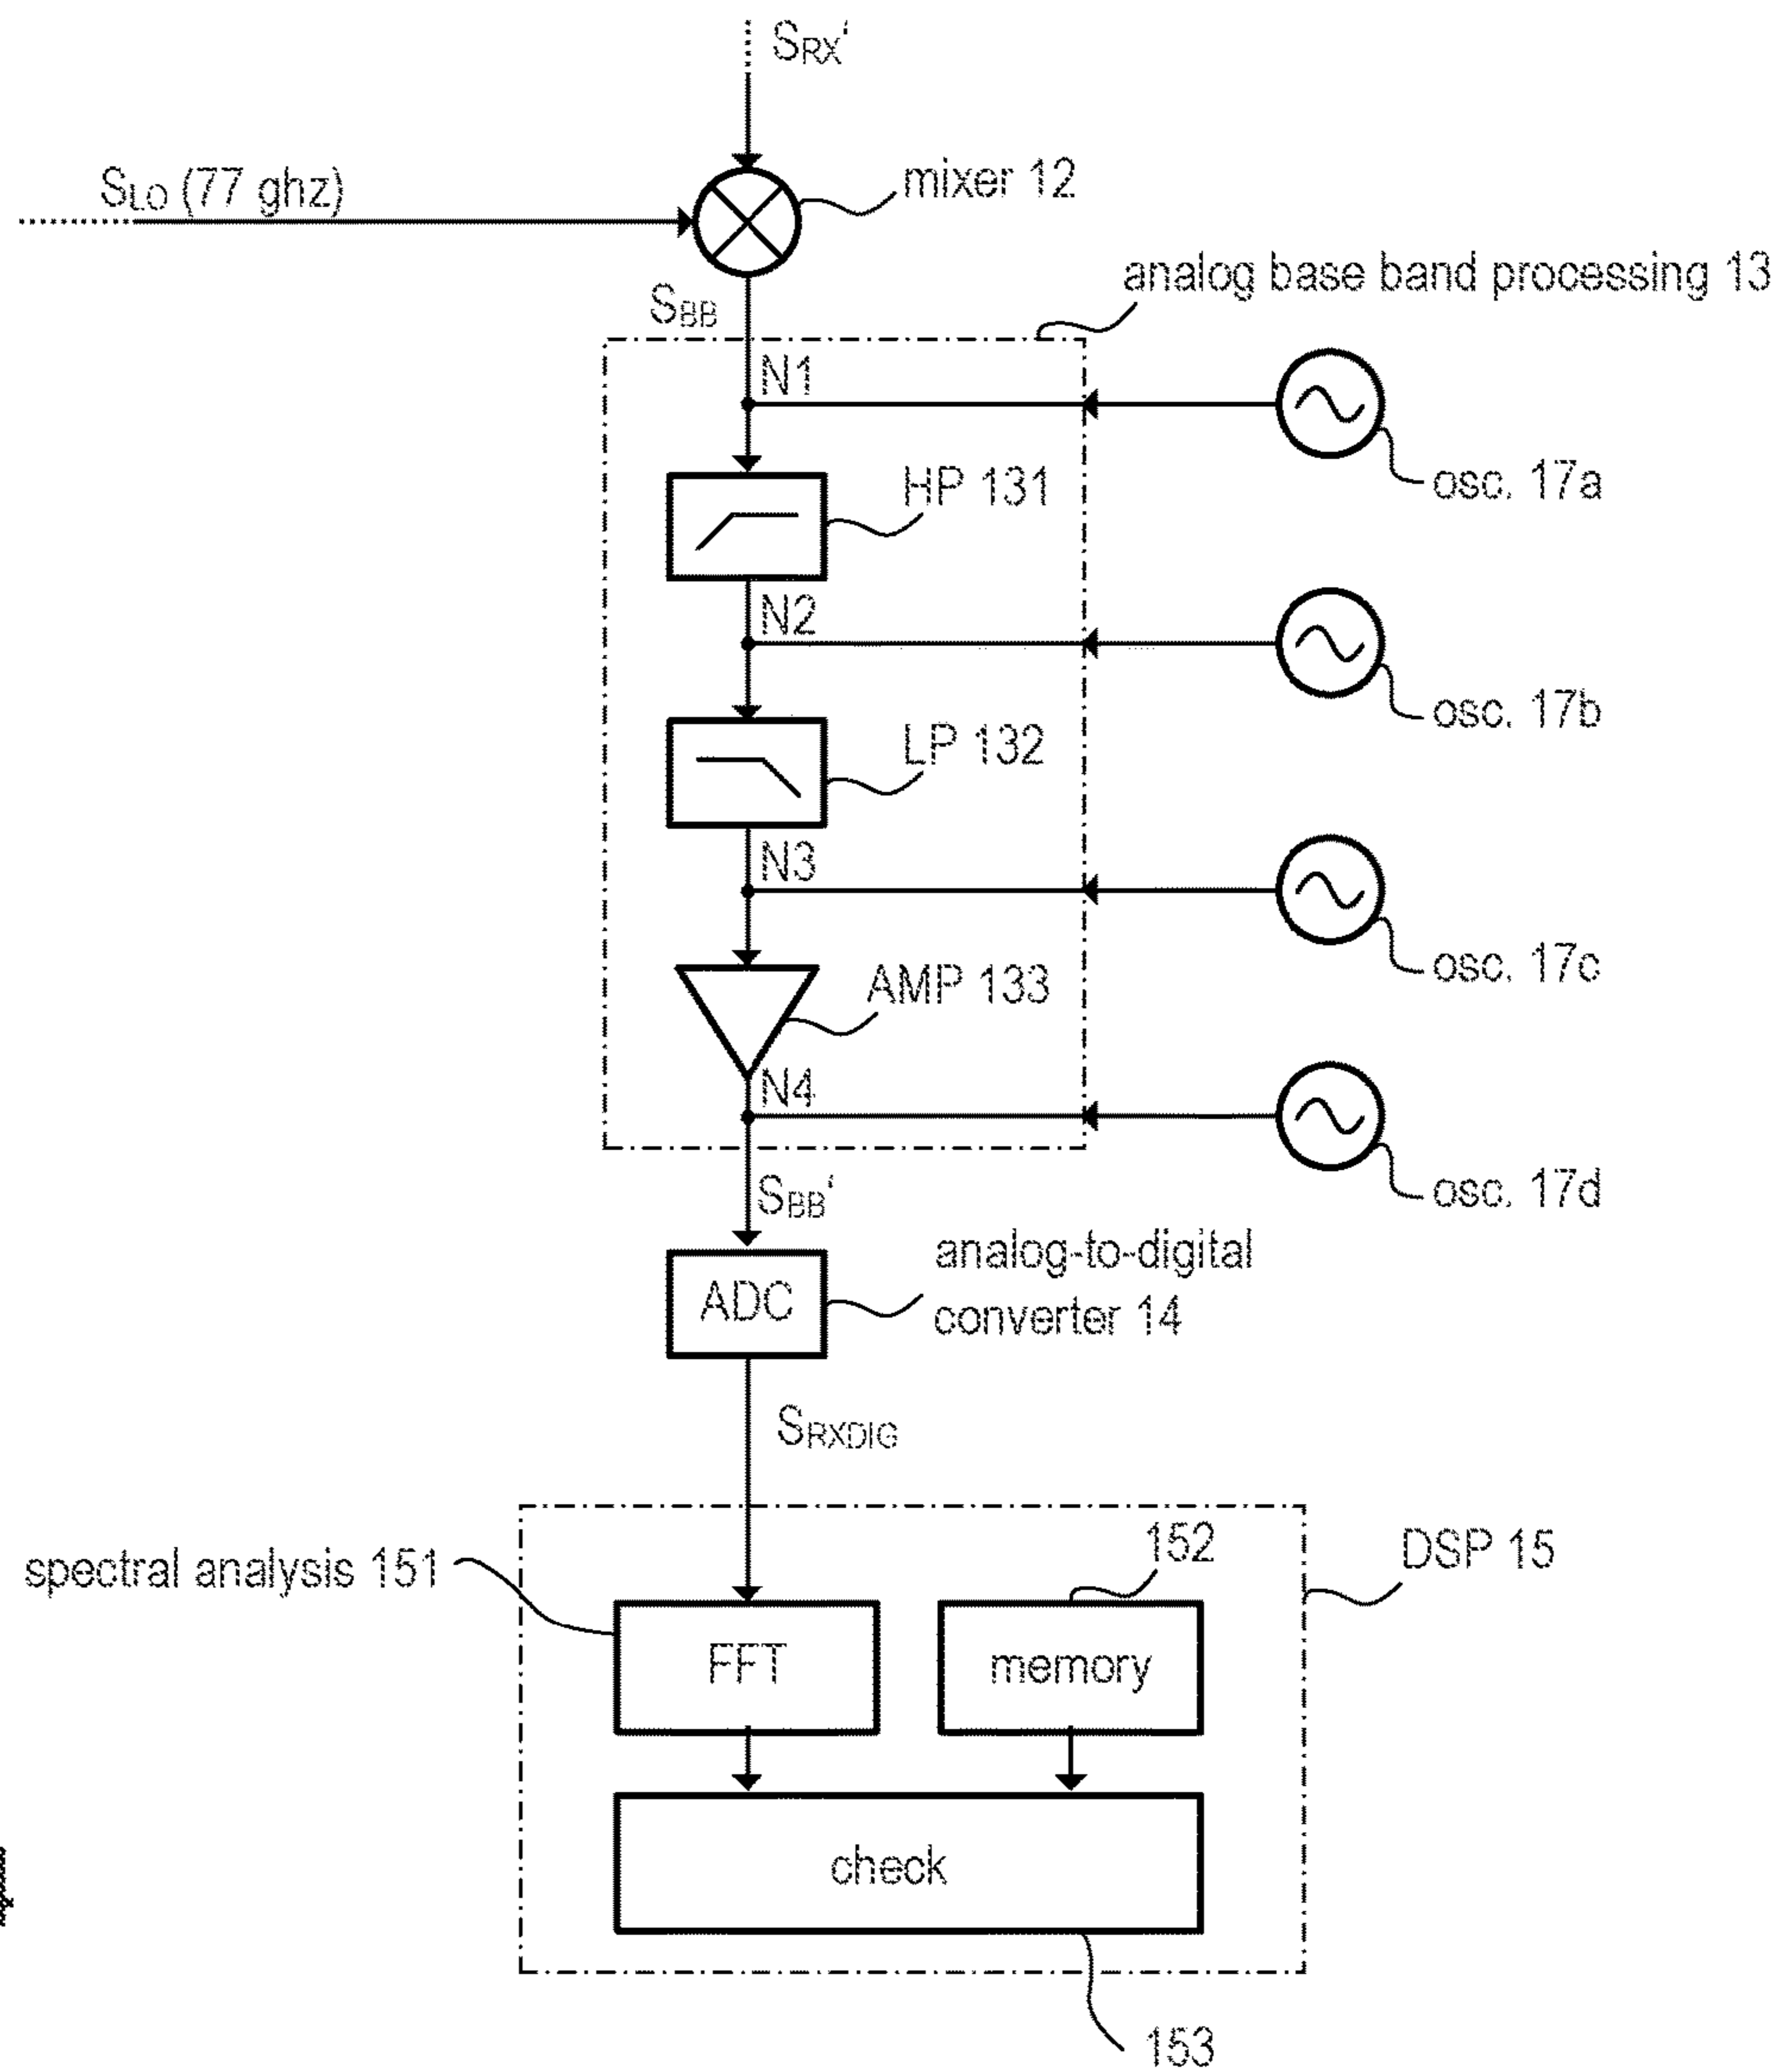 SRX‘
SLO (77 ghz)
mixer 12
analog base band processing 13
SBB
N1
osc. 17a
HP 131
N2
osc. 17b
LP 132
N3
osc. 17c
AMP 133
N4
osc. 17d
SBB‘
analog-to-digital
converter 14
ADC
SRXDIG
spectral analysis 151
152
DSP 15
FFT
memory
check
153